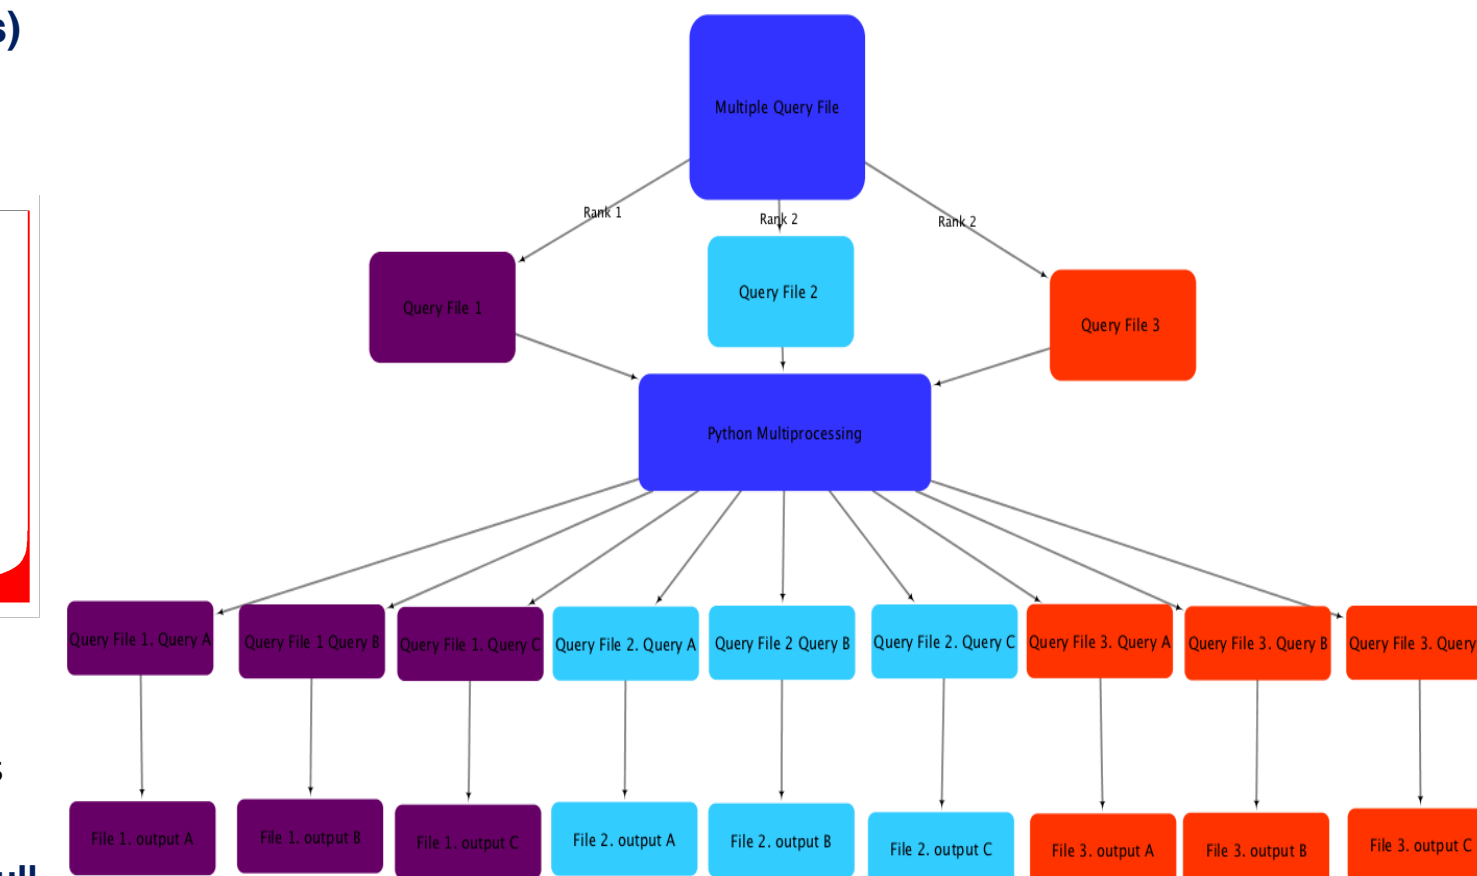 s)
Multiple Query File
Rank 1
Rank 2
Rank 2
Query File 1
Query File 2
Query File 3
Python Multiprocessing
Query File 1. Query A
Query File 1 Query B
Query File 1. Query C
Query File 2. Query A
Query File 2 Query B
Query File 2. Query C
Query File 3. Query A
Query File 3. Query B
Query File 3. Query
s
File 1. output A
File 1. output B
File 1. output C
File 2. output A
File 2. output B
File 2. output C
File 3. output A
File 3. output B
File 3. output C